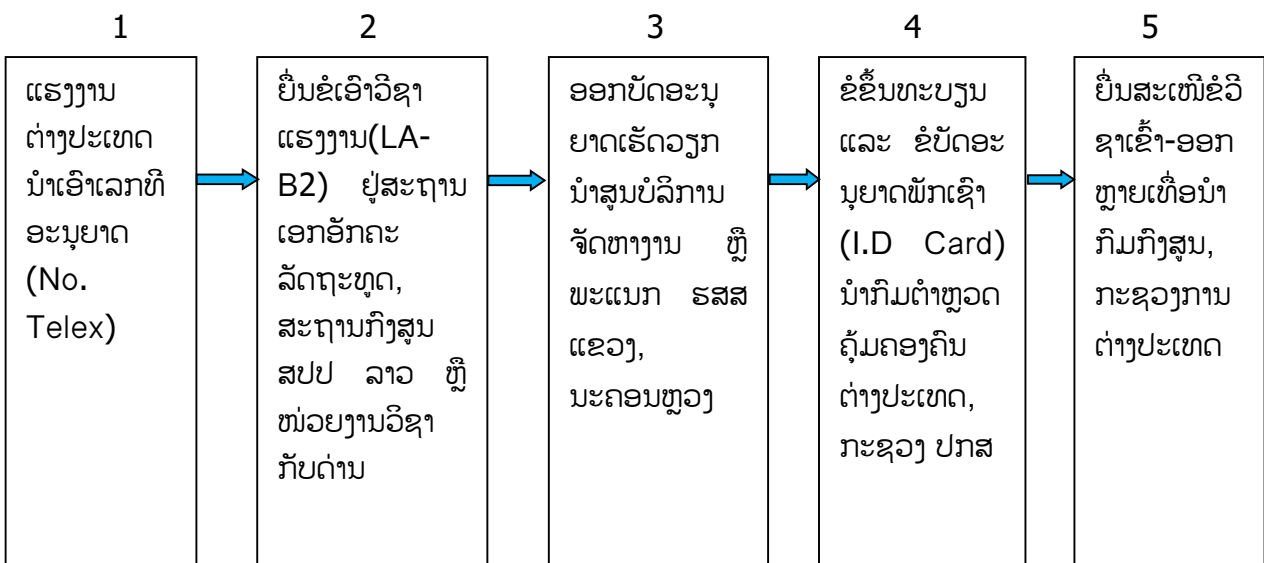 1
2
3
4
5
ແຮງງານ
ຕ່າງປະເທດ
ນຳເອົາເລກທີ
ອະນຸຍາດ
(No.
Telex)
ຍື່ນຂໍເອົາວີຊາ
ແຮງງານ(LA-
B2) ຢູ່ສະຖານ
ເອກອັກຄະ
ລັດຖະທູດ,
ສະຖານກົງສູນ
ສປປ ລາວ ຫຼື
ໜ່ວຍງານວິຊາ
ກັບດ່ານ
ອອກບັດອະນຸ
ຍາດເຮັດວຽກ
ນຳສູນບໍລິການ
ຈັດຫາງານ ຫຼື
ພະແນກ ຮສສ
ແຂວງ,
ນະຄອນຫຼວງ
ຂໍຂຶ້ນທະບຽນ
ແລະ ຂໍບັດອະ
ນຸຍາດພັກເຊົາ
(I.D Card)
ນຳກົມຕຳຫຼວດ
ຄຸ້ມຄອງຄົນ
ຕ່າງປະເທດ,
ກະຊວງ ປກສ
ຍື່ນສະເໜີຂໍວີ
ຊາເຂົ້າ-ອອກ
ຫຼາຍເທື່ອນຳ
ກົມກົງສູນ,
ກະຊວງການ
ຕ່າງປະເທດ